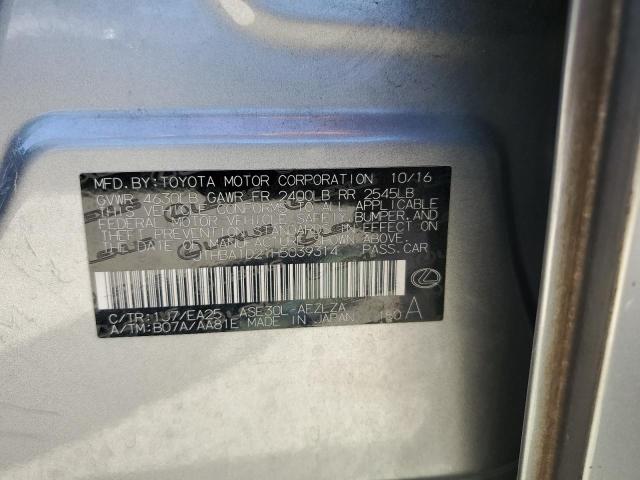 MFD.BY:TOYOTA MOTOR CORPORATION 10/16
GVWR 4630LB GAWR FR 2400LB RR 2545LB
THIS VEHICLE CONFORMS TO ALL APPLICABLE
FEDERAL MOTOR VEHICLE SAFETY, BUMPER, AND
THEFT PREVENTION STANDARDS IN EFFECT ON
THE DATE OF MANUFACTURE SHOWN ABOVE.
PASS.CAR
C/TR:1J7/EA25 ASE30L-AEZLZA
A/TM:B07A/AA81E MADE IN JAPAN 180 A